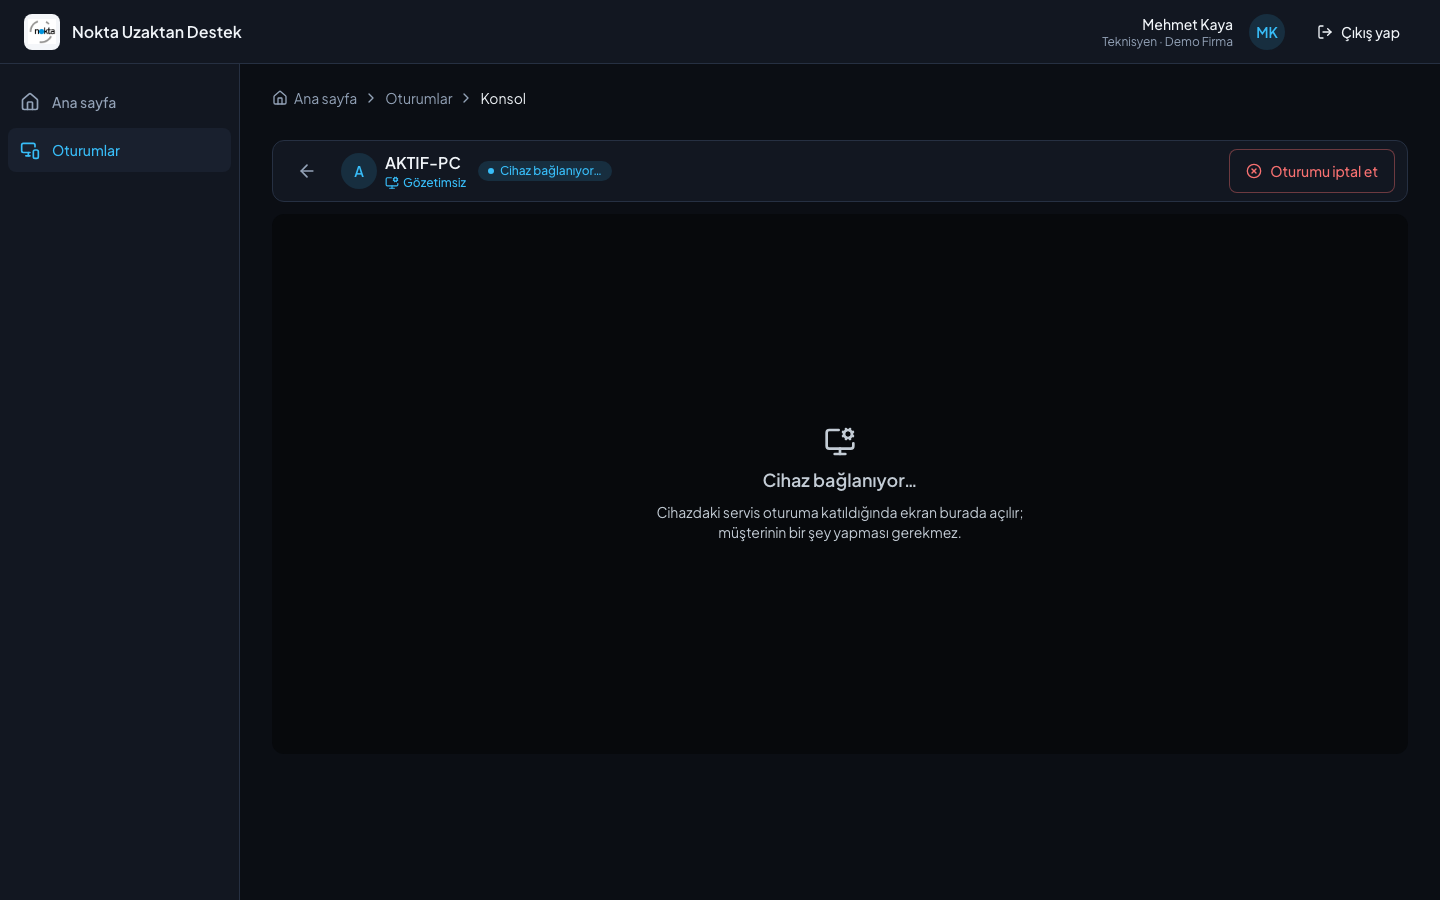 nokta
Nokta Uzaktan Destek
Mehmet Kaya
Teknisyen · Demo Firma
MK
Çıkış yap
Ana sayfa
Oturumlar
Ana sayfa
Oturumlar
Konsol
A
AKTIF-PC
Gözetimsiz
Cihaz bağlanıyor…
Oturumu iptal et
Cihaz bağlanıyor…
Cihazdaki servis oturuma katıldığında ekran burada açılır;
müşterinin bir şey yapması gerekmez.